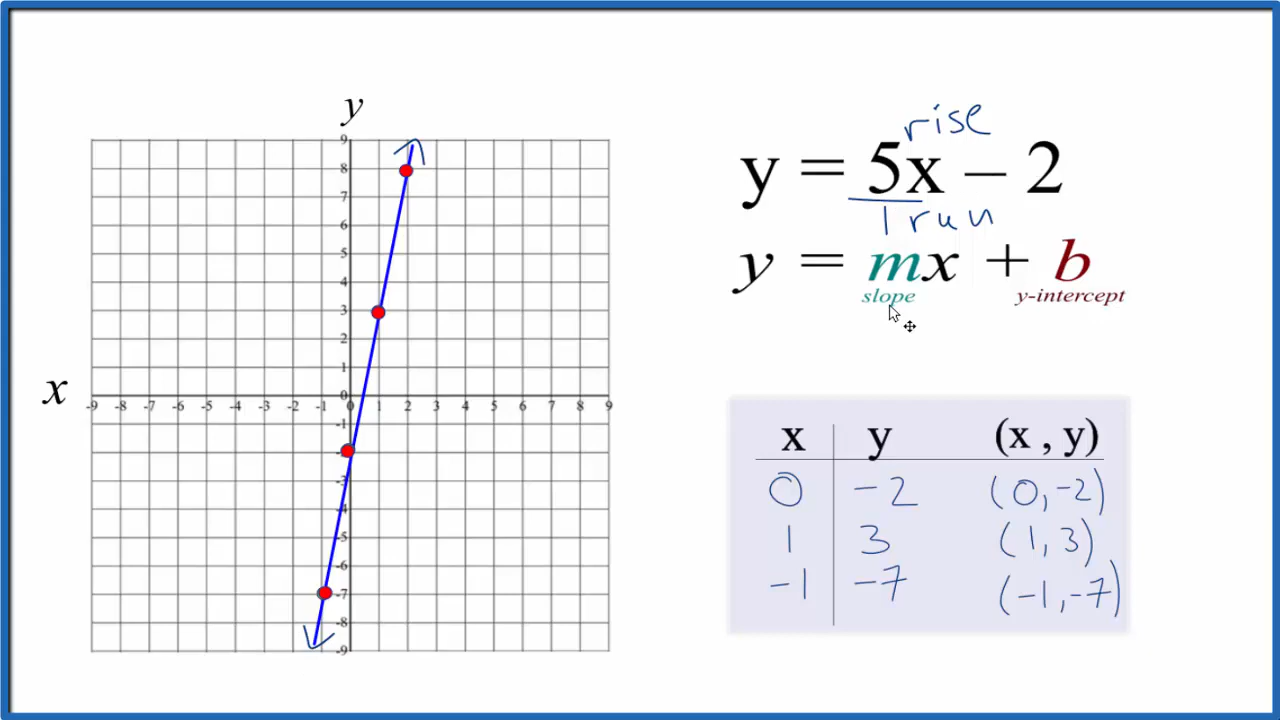 y
9
8
7
6
5
4
3
2
1
0
x
-9 -8 -7 -6 -5 -4 -3 -2 -1 0 1 2 3 4 5 6 7 8 9
-1
-3
-4
-5
-6
-7
-8
-9
rise
y = 5x – 2
1 run
y = mx + b
slope y-intercept
x y (x , y)
0 -2 (0, -2)
1 3 (1, 3)
-1 -7 (-1, -7)